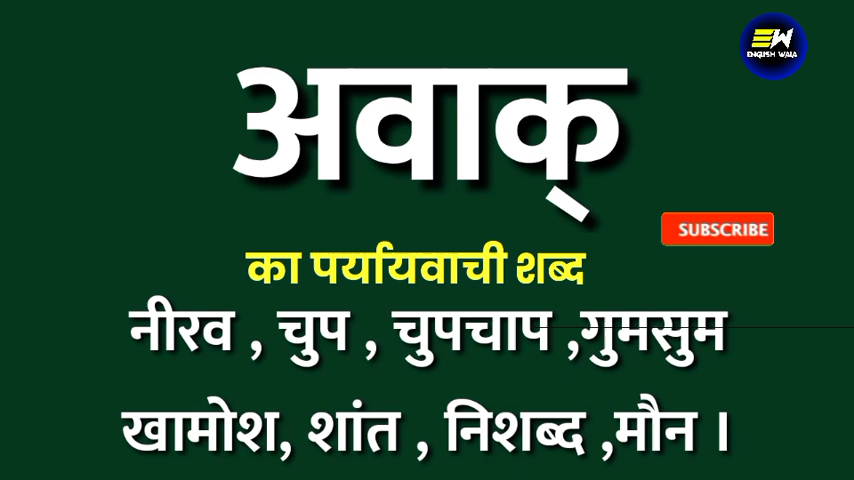 EW
ENGLISH WALA
अवाक्
SUBSCRIBE
का पर्यायवाची शब्द
नीरव , चुप , चुपचाप ,गुमसुम
खामोश, शांत , निशब्द ,मौन ।